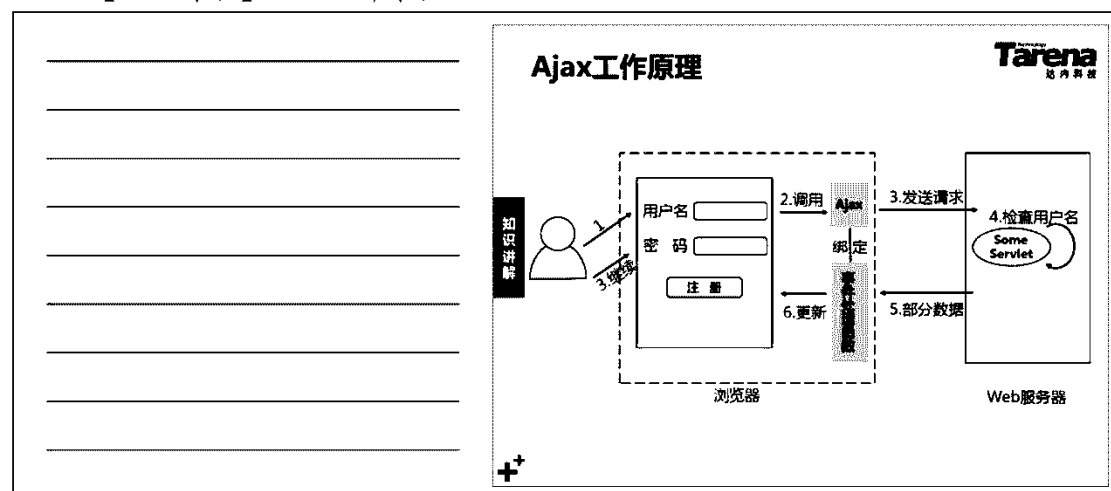 Ajax工作原理
Technology
Tarena
达内科技
知识讲解
1
3.继续
用户名
密 码
注 册
2.调用
Ajax
绑定
6.更新
3.发送请求
4.检查用户名
Some
Servlet
5.部分数据
浏览器
Web服务器